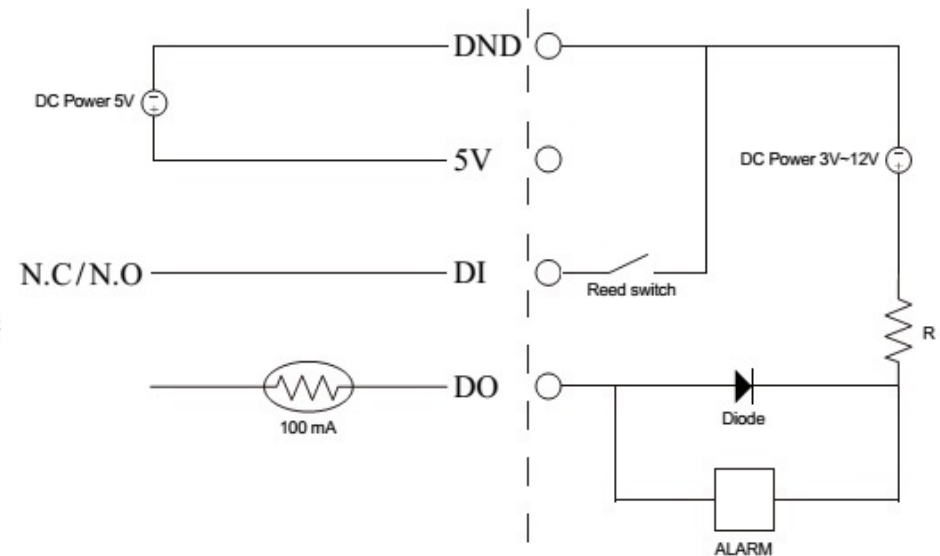 DND
DC Power 5V
5V
DC Power 3V~12V
N.C/N.O
DI
Reed switch
R
DO
100 mA
Diode
ALARM